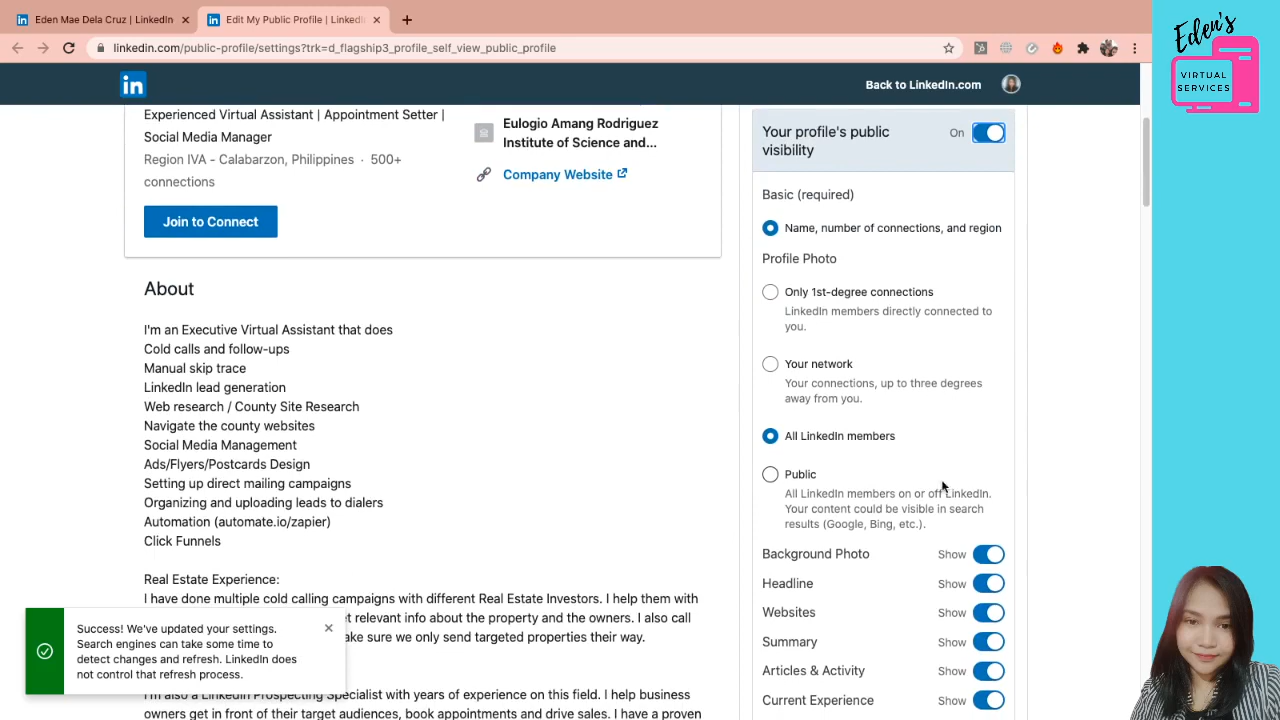 Eden Mae Dela Cruz | LinkedIn
Edit My Public Profile | LinkedI
linkedin.com/public-profile/settings?trk=d_flagship3_profile_self_view_public_profile
Eden's
VIRTUAL
SERVICES
in
Back to LinkedIn.com
Experienced Virtual Assistant | Appointment Setter |
Social Media Manager
Region IVA - Calabarzon, Philippines · 500+
connections
Join to Connect
Eulogio Amang Rodriguez
Institute of Science and...
Company Website
About
I'm an Executive Virtual Assistant that does
Cold calls and follow-ups
Manual skip trace
LinkedIn lead generation
Web research / County Site Research
Navigate the county websites
Social Media Management
Ads/Flyers/Postcards Design
Setting up direct mailing campaigns
Organizing and uploading leads to dialers
Automation (automate.io/zapier)
Click Funnels
Real Estate Experience:
I have done multiple cold calling campaigns with different Real Estate Investors. I help them with
t relevant info about the property and the owners. I also call
ake sure we only send targeted properties their way.
I'm also a LinkedIn Prospecting Specialist with years of experience on this field. I help business
owners get in front of their target audiences, book appointments and drive sales. I have a proven
Success! We've updated your settings.
Search engines can take some time to
detect changes and refresh. LinkedIn does
not control that refresh process.
Your profile's public
visibility
On
Basic (required)
Name, number of connections, and region
Profile Photo
Only 1st-degree connections
LinkedIn members directly connected to
you.
Your network
Your connections, up to three degrees
away from you.
All LinkedIn members
Public
All LinkedIn members on or off LinkedIn.
Your content could be visible in search
results (Google, Bing, etc.).
Background Photo Show
Headline Show
Websites Show
Summary Show
Articles & Activity Show
Current Experience Show